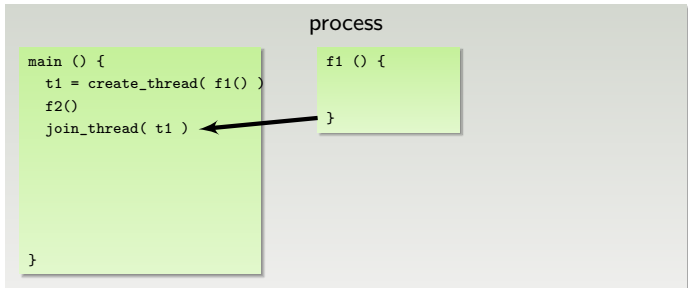 process
main () {
t1 = create_thread( f1() )
f2()
join_thread( t1 )
}
f1 () {
}